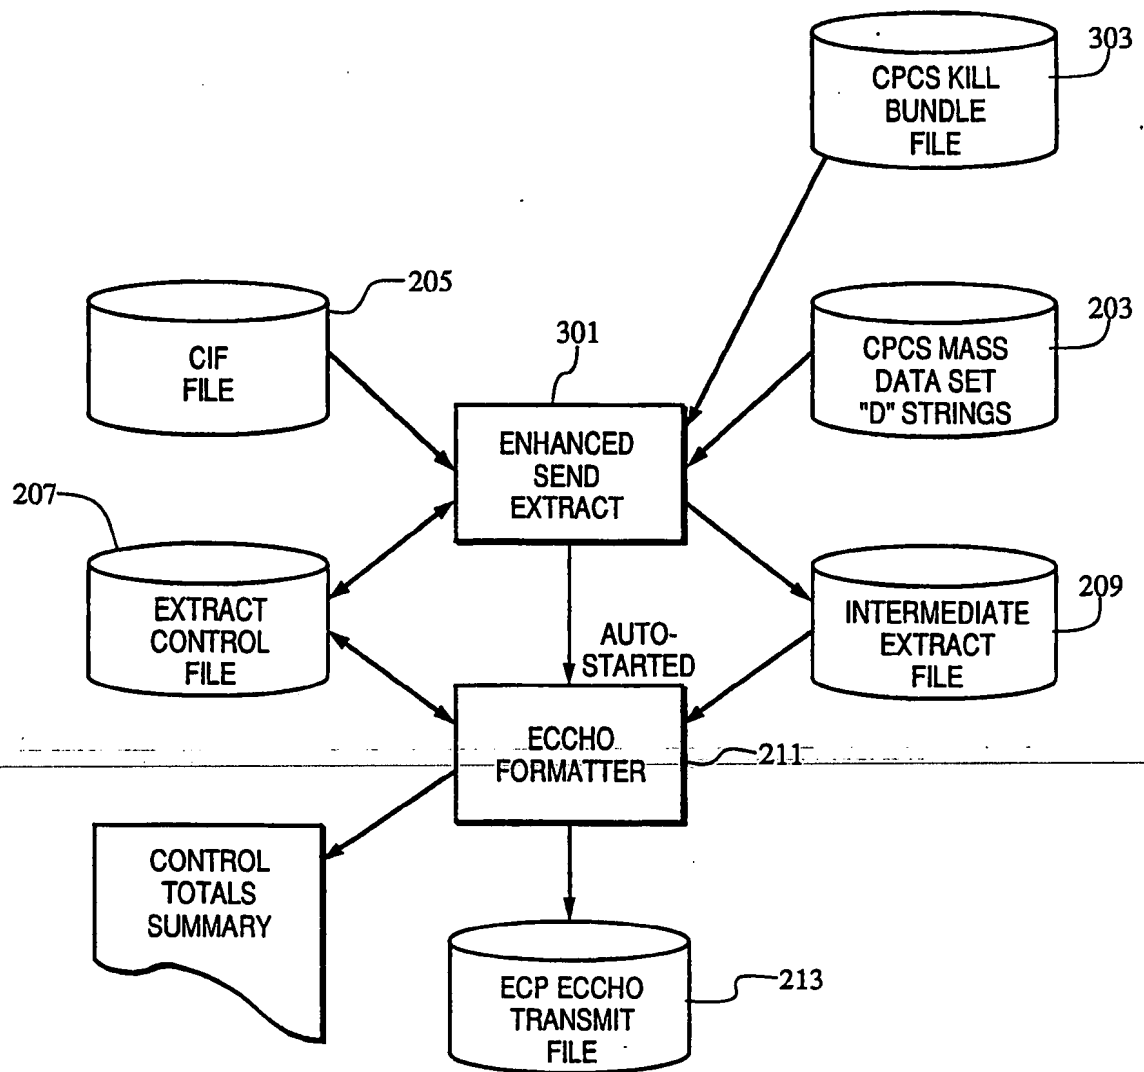 303
CPCS KILL
BUNDLE
FILE
205
CIF
FILE
301
ENHANCED
SEND
EXTRACT
203
CPCS MASS
DATA SET
"D" STRINGS
207
EXTRACT
CONTROL
FILE
AUTO-
STARTED
209
INTERMEDIATE
EXTRACT
FILE
ECCHO
FORMATTER
211
CONTROL
TOTALS
SUMMARY
213
ECP ECCHO
TRANSMIT
FILE